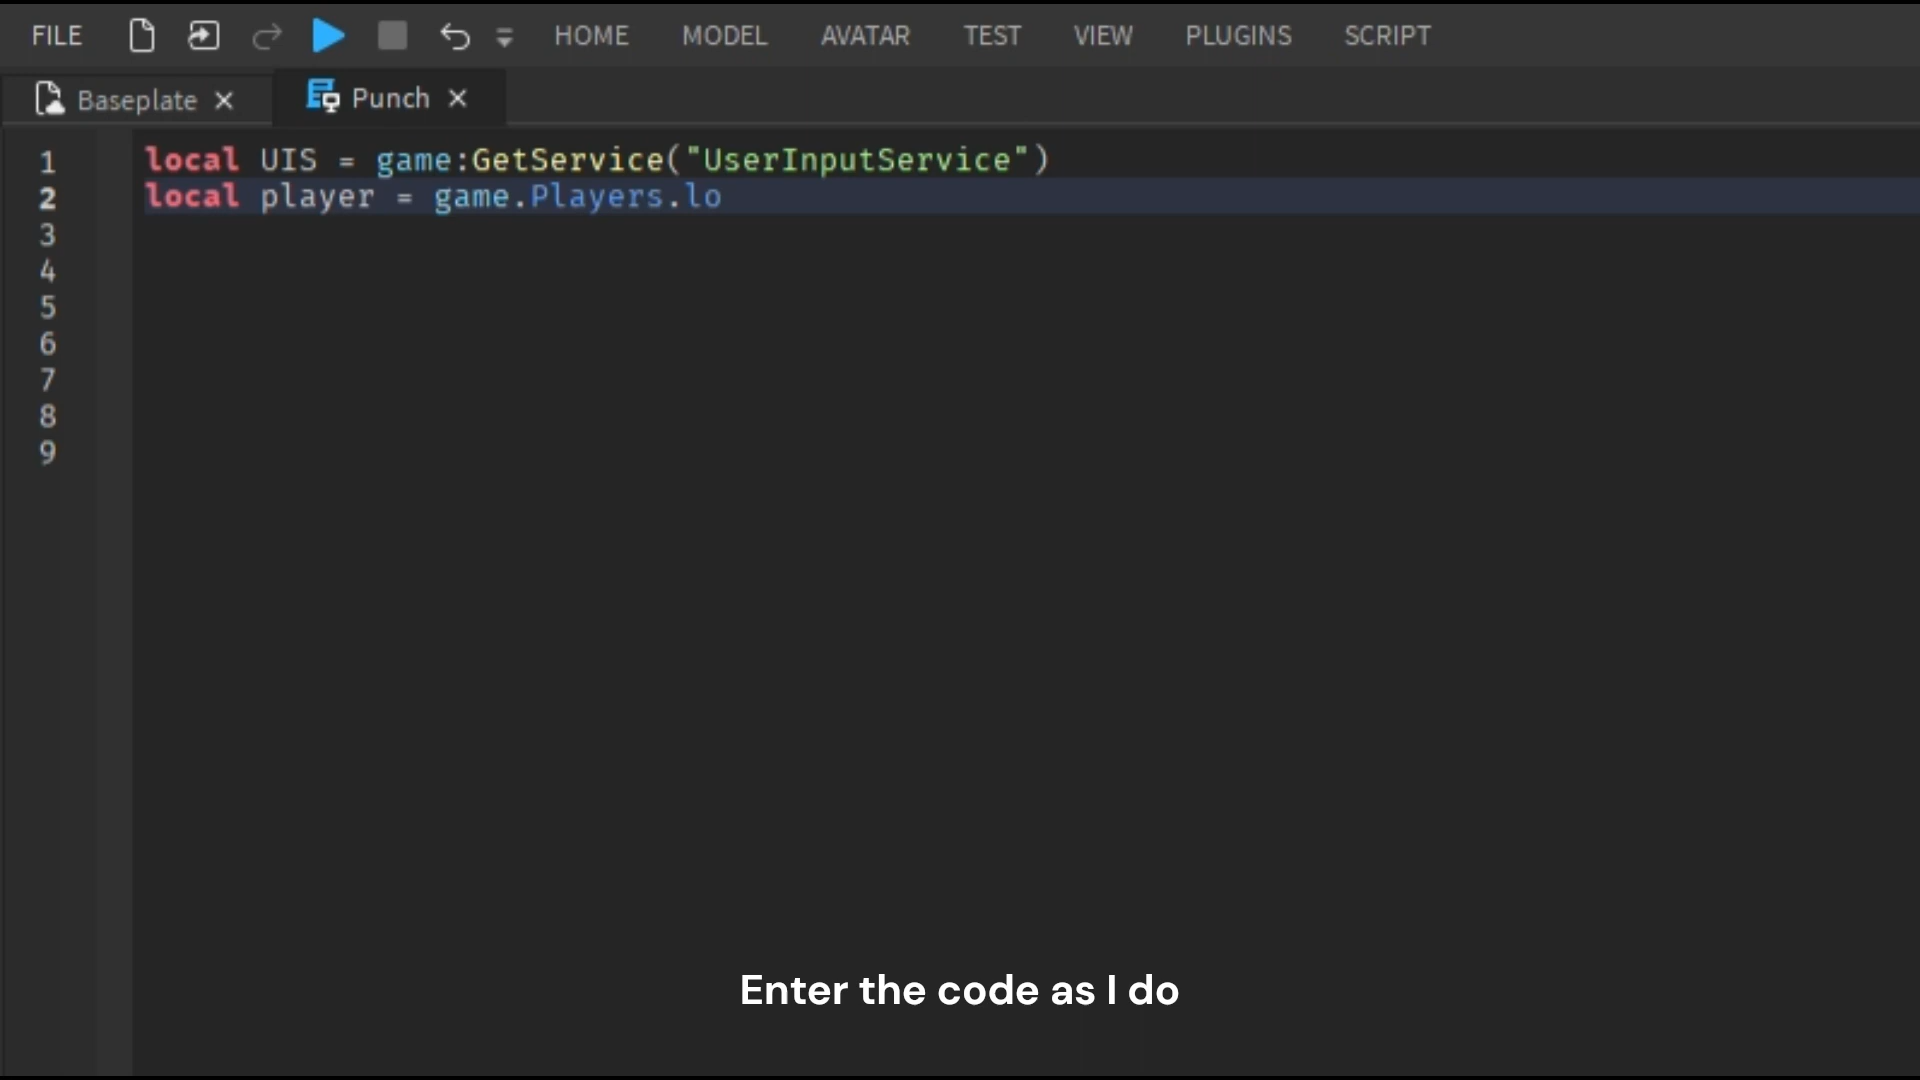 FILE HOME MODEL AVATAR TEST VIEW PLUGINS SCRIPT
Baseplate Punch
1 local UIS = game:GetService("UserInputService")
2 local player = game.Players.lo
3
4
5
6
7
8
9
Enter the code as I do